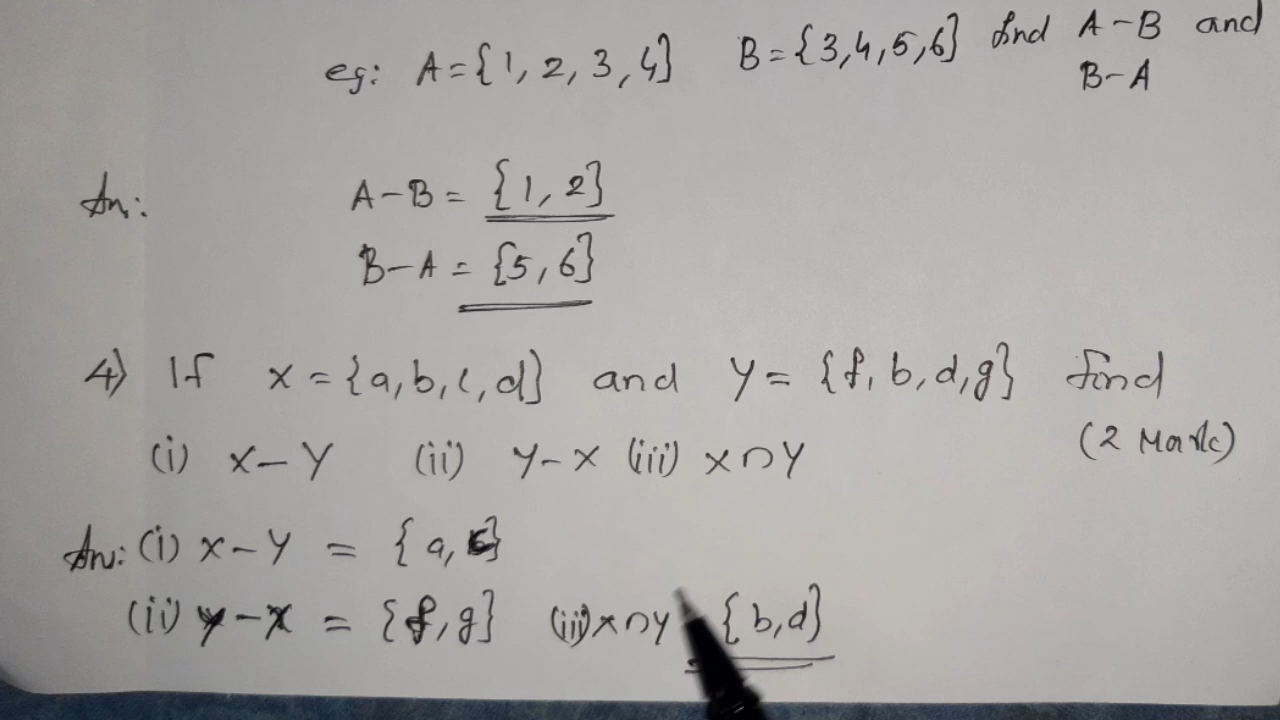 eg: A={1, 2, 3, 4} B={3,4,5,6} find A-B and
B-A
An: A-B = {1, 2}
B-A = {5, 6}
4) If x = {a, b, c, d} and y = {f, b, d, g} find
(i) x-y (ii) y-x (iii) x∩y (2 Mark)
An: (i) x-y = {a, c}
(ii) y-x = {f, g} (iii) x∩y {b, d}